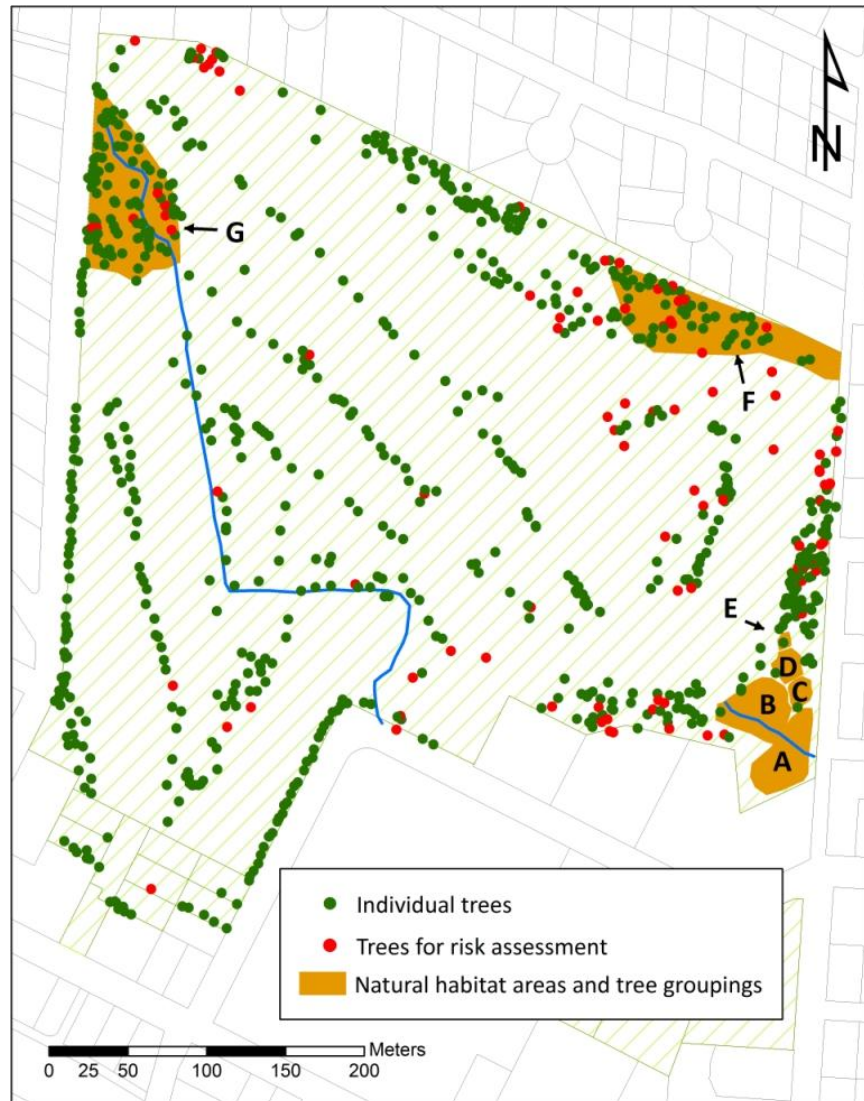 N
G
F
E
D
C
B
A
Individual trees
Trees for risk assessment
Natural habitat areas and tree groupings
Meters
0 25 50 100 150 200